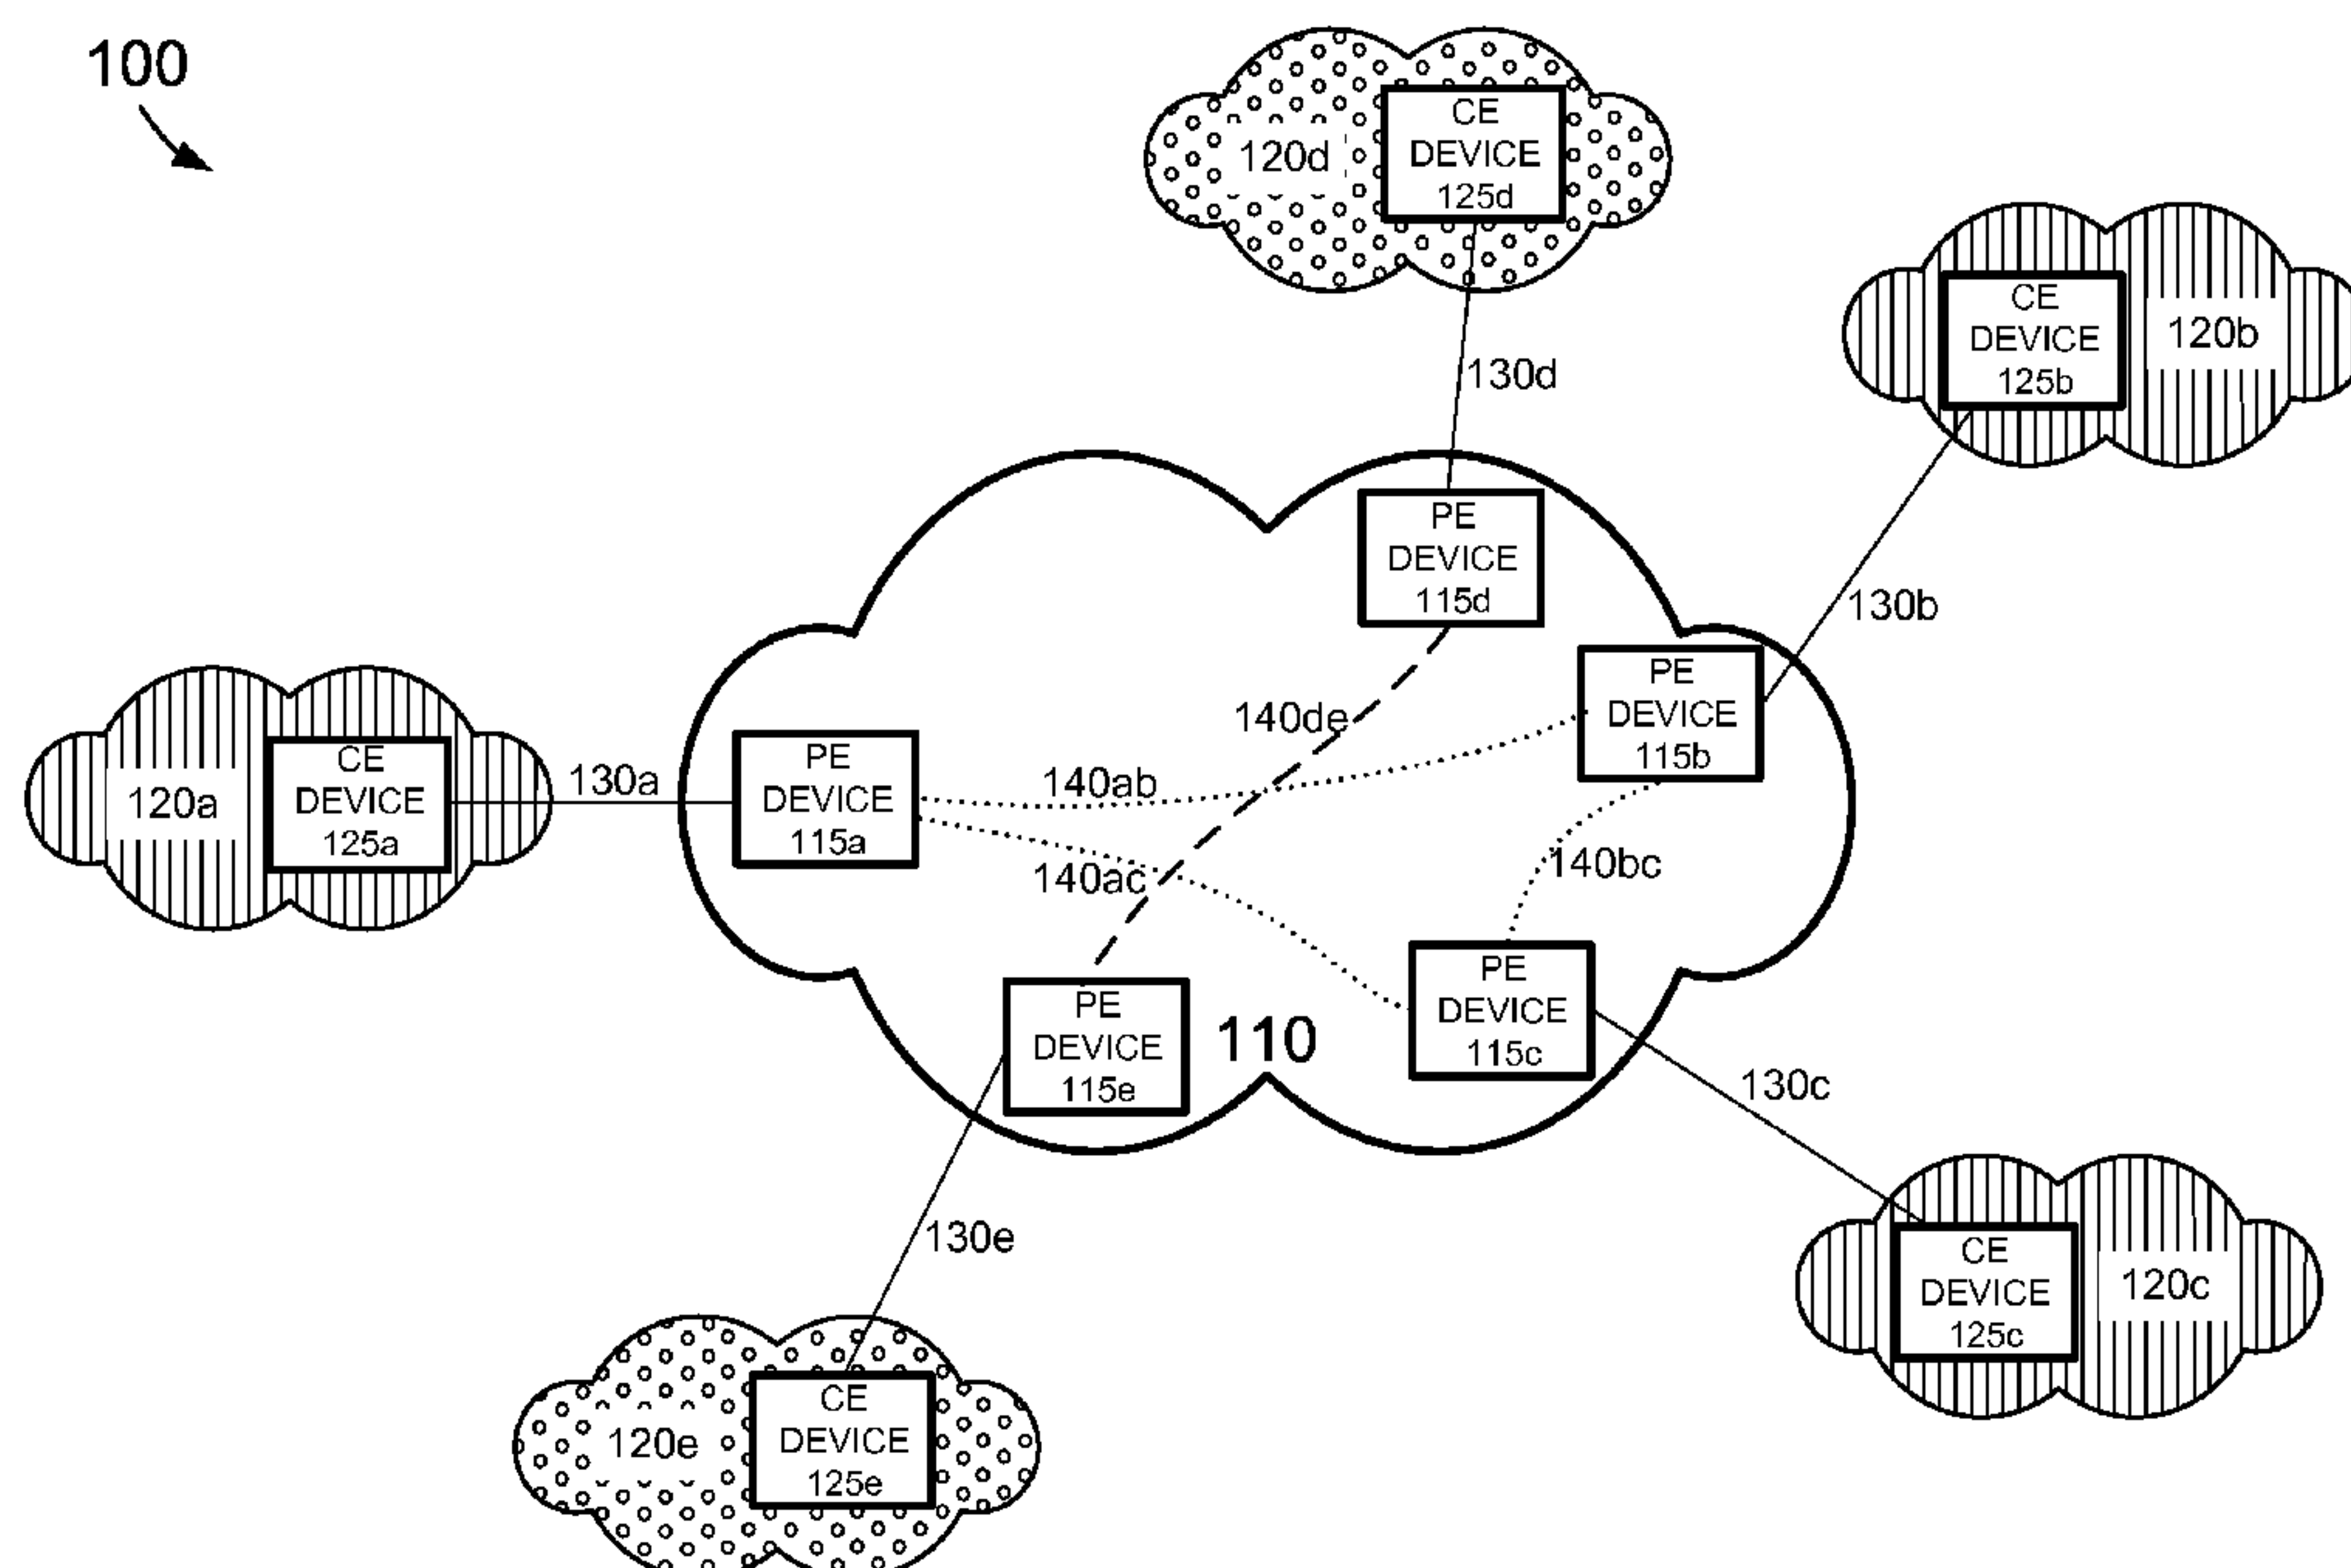 100
CE
DEVICE
125d
120d
CE
DEVICE
125b
120b
130d
PE
DEVICE
115d
130b
PE
DEVICE
115b
140de
CE
DEVICE
125a
120a
130a
PE
DEVICE
115a
140ab
140ac
140bc
PE
DEVICE
115e
110
PE
DEVICE
115c
130c
130e
CE
DEVICE
125c
120c
CE
DEVICE
125e
120e